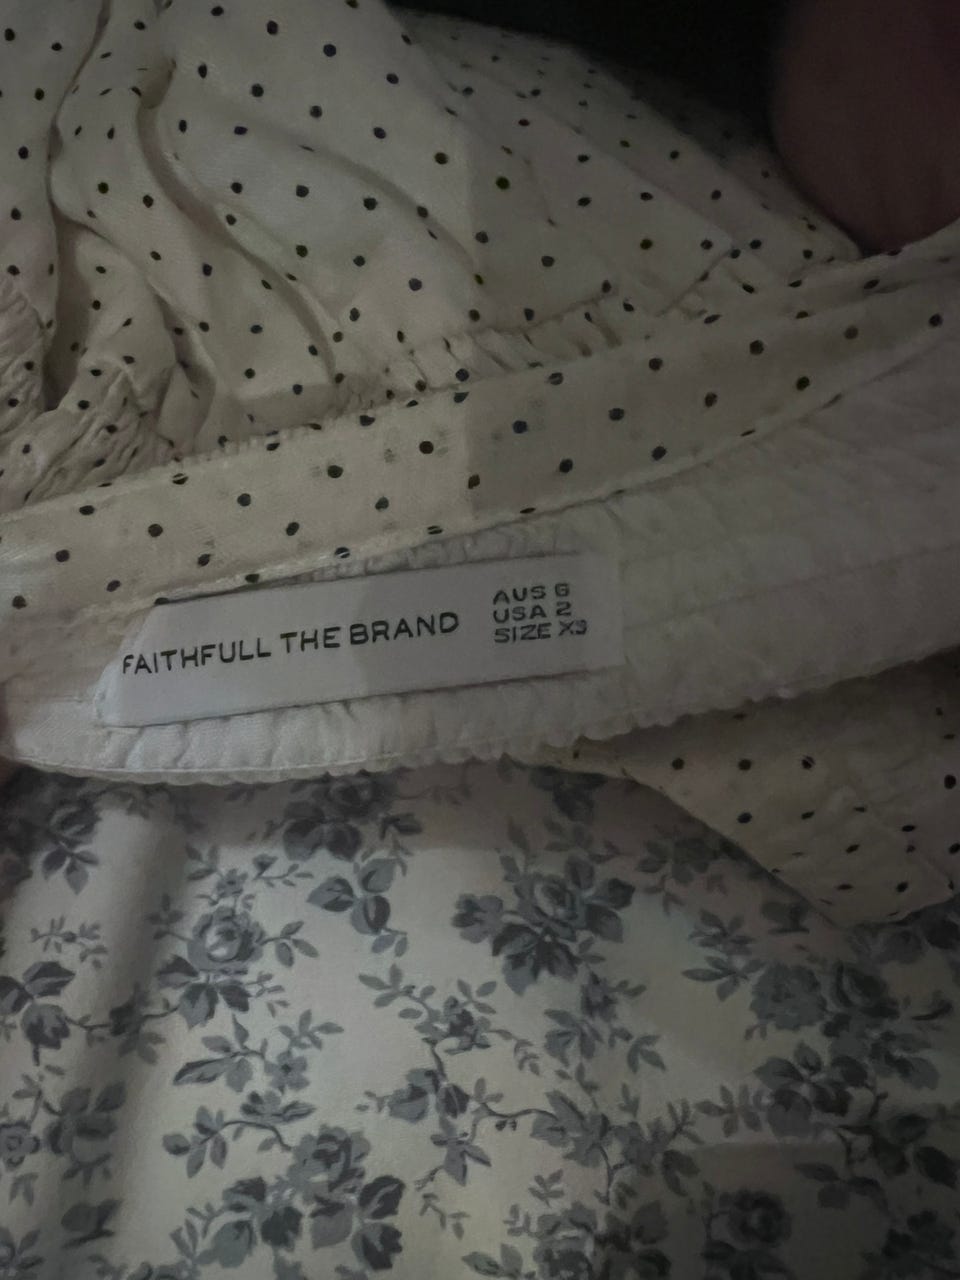 FAITHFULL THE BRAND
AUS 6
USA 2
SIZE XS